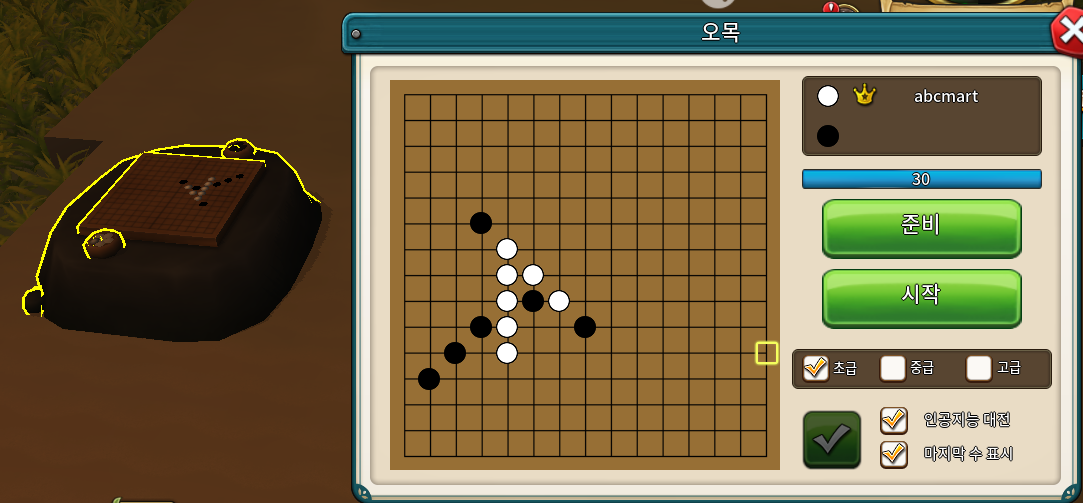 오목
abcmart
30
준비
시작
초급 중급 고급
인공지능 대전
마지막 수 표시